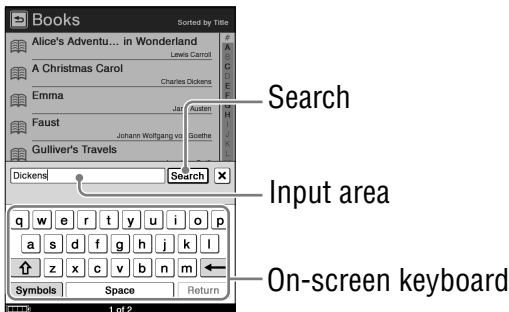 Books Sorted by Title
Alice's Adventu... in Wonderland
Lewis Carroll
A Christmas Carol
Charles Dickens
Emma
Jane Austen
Faust
Johann Wolfgang von Goethe
Gulliver's Travels
#
A
B
C
D
E
F
G
H
I
J
K
L
Dickens Search
Search
Input area
q w e r t y u i o p
a s d f g h j k l
z x c v b n m
Symbols Space Return
On-screen keyboard
1 of 2